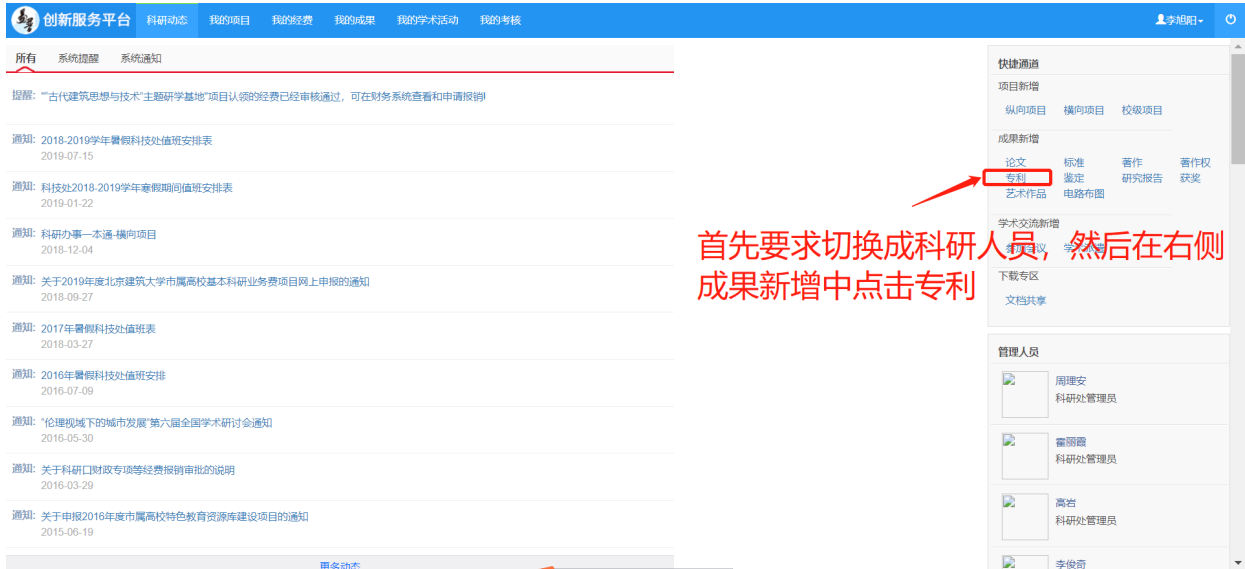 创新服务平台 科研动态 我的项目 我的经费 我的成果 我的学术活动 我的考核 李旭阳
所有 系统提醒 系统通知
提醒: ""古代建筑思想与技术"主题研学基地"项目认领的经费已经审核通过，可在财务系统查看和申请报销!
通知: 2018-2019学年暑假科技处值班安排表
2019-07-15
通知: 科技处2018-2019学年寒假期间值班安排表
2019-01-22
通知: 科研办事一本通-横向项目
2018-12-04
通知: 关于2019年度北京建筑大学市属高校基本科研业务费项目网上申报的通知
2018-09-27
通知: 2017年暑假科技处值班表
2018-03-27
通知: 2016年暑假科技处值班安排
2016-07-09
通知: "伦理视域下的城市发展"第六届全国学术研讨会通知
2016-05-30
通知: 关于科研口财政专项等经费报销审批的说明
2016-03-29
通知: 关于申报2016年度市属高校特色教育资源库建设项目的通知
2015-06-19
更多动态
首先要求切换成科研人员，然后在右侧
成果新增中点击专利
快捷通道
项目新增
纵向项目 横向项目 校级项目
成果新增
论文 标准 著作 著作权
专利 鉴定 研究报告 获奖
艺术作品 电路布图
学术交流新增
下载专区
文档共享
管理人员
周理安
科研处管理员
霍丽霞
科研处管理员
高岩
科研处管理员
李俊奇